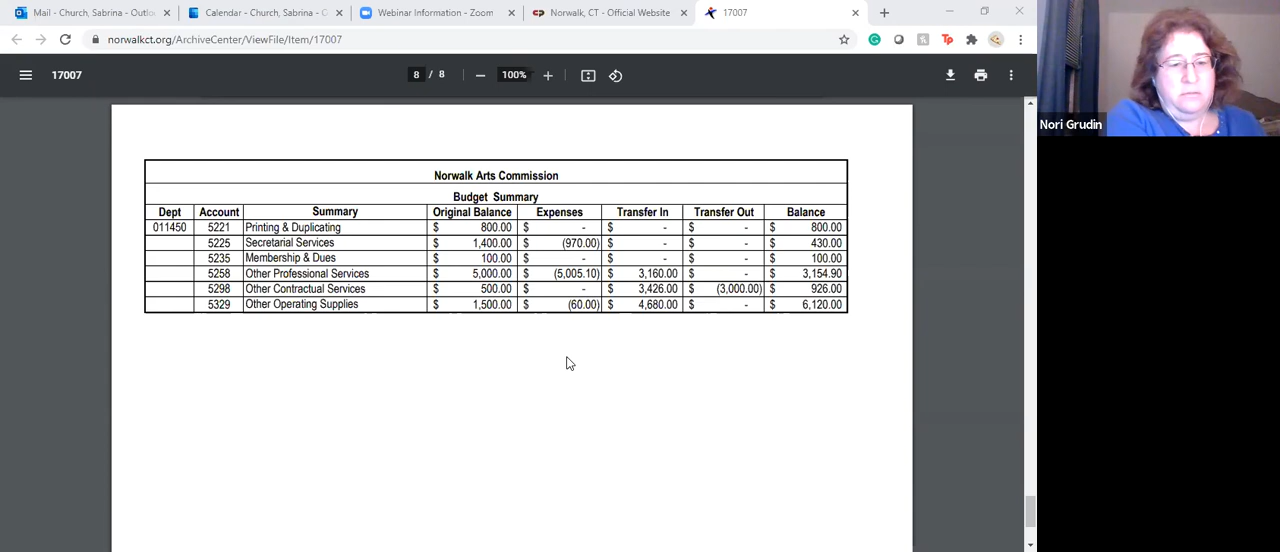 Mail - Church, Sabrina - Outlo
Calendar - Church, Sabrina - C
Webinar Information - Zoom
Norwalk, CT - Official Website
17007
norwalkct.org/ArchiveCenter/ViewFile/Item/17007
17007 8 / 8 100%
Norwalk Arts Commission
Budget Summary
Dept Account Summary Original Balance Expenses Transfer In Transfer Out Balance
011450 5221 Printing & Duplicating $ 800.00 $ - $ - $ - $ 800.00
5225 Secretarial Services $ 1,400.00 $ (970.00) $ - $ - $ 430.00
5235 Membership & Dues $ 100.00 $ - $ - $ - $ 100.00
5258 Other Professional Services $ 5,000.00 $ (5,005.10) $ 3,160.00 $ - $ 3,154.90
5298 Other Contractual Services $ 500.00 $ - $ 3,426.00 $ (3,000.00) $ 926.00
5329 Other Operating Supplies $ 1,500.00 $ (60.00) $ 4,680.00 $ - $ 6,120.00
Nori Grudin